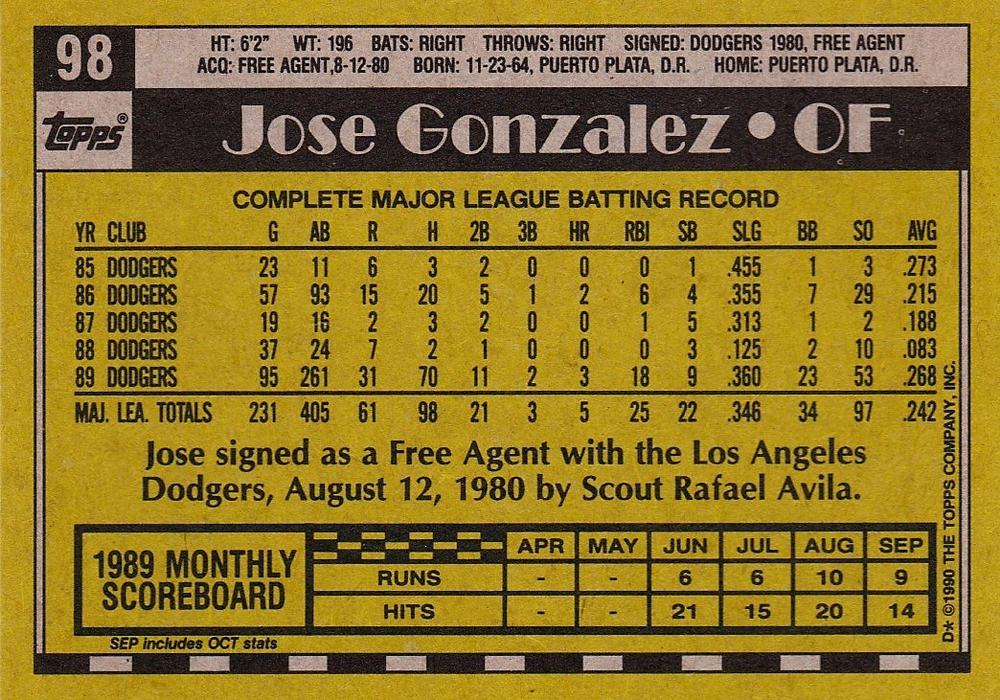 98
HT: 6'2" WT: 196 BATS: RIGHT THROWS: RIGHT SIGNED: DODGERS 1980, FREE AGENT
ACQ: FREE AGENT,8-12-80 BORN: 11-23-64, PUERTO PLATA, D.R. HOME: PUERTO PLATA, D.R.
topps®
Jose Gonzalez • OF
COMPLETE MAJOR LEAGUE BATTING RECORD
YR CLUB G AB R H 2B 3B HR RBI SB SLG BB SO AVG
85 DODGERS 23 11 6 3 2 0 0 0 1 .455 1 3 .273
86 DODGERS 57 93 15 20 5 1 2 6 4 .355 7 29 .215
87 DODGERS 19 16 2 3 2 0 0 1 5 .313 1 2 .188
88 DODGERS 37 24 7 2 1 0 0 0 3 .125 2 10 .083
89 DODGERS 95 261 31 70 11 2 3 18 9 .360 23 53 .268
MAJ. LEA. TOTALS 231 405 61 98 21 3 5 25 22 .346 34 97 .242
Jose signed as a Free Agent with the Los Angeles
Dodgers, August 12, 1980 by Scout Rafael Avila.
1989 MONTHLY
SCOREBOARD
APR MAY JUN JUL AUG SEP
RUNS - - 6 6 10 9
HITS - - 21 15 20 14
SEP includes OCT stats
D* ©1990 THE TOPPS COMPANY, INC.